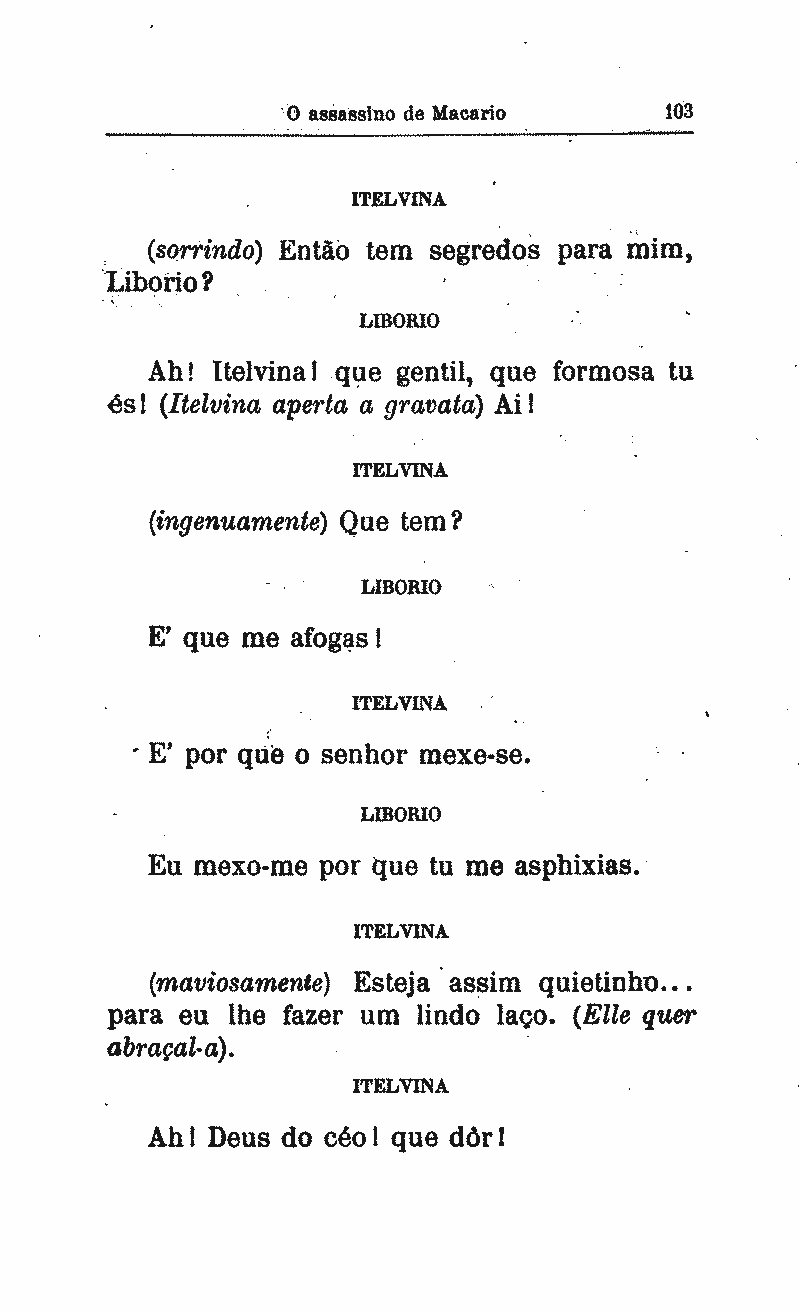 O assassino de Macario 103
ITELVINA
(sorrindo) Então tem segredos para mim,
Liborio?
LIBORIO
Ah! Itelvina! que gentil, que formosa tu
és! (Itelvina aperta a gravata) Ai!
ITELVINA
(ingenuamente) Que tem?
LIBORIO
E' que me afogas!
ITELVINA
E' por que o senhor mexe-se.
LIBORIO
Eu mexo-me por que tu me asphixias.
ITELVINA
(maviosamente) Esteja assim quietinho...
para eu lhe fazer um lindo laço. (Elle quer
abraçal-a).
ITELVINA
Ah! Deus do céo! que dôr!